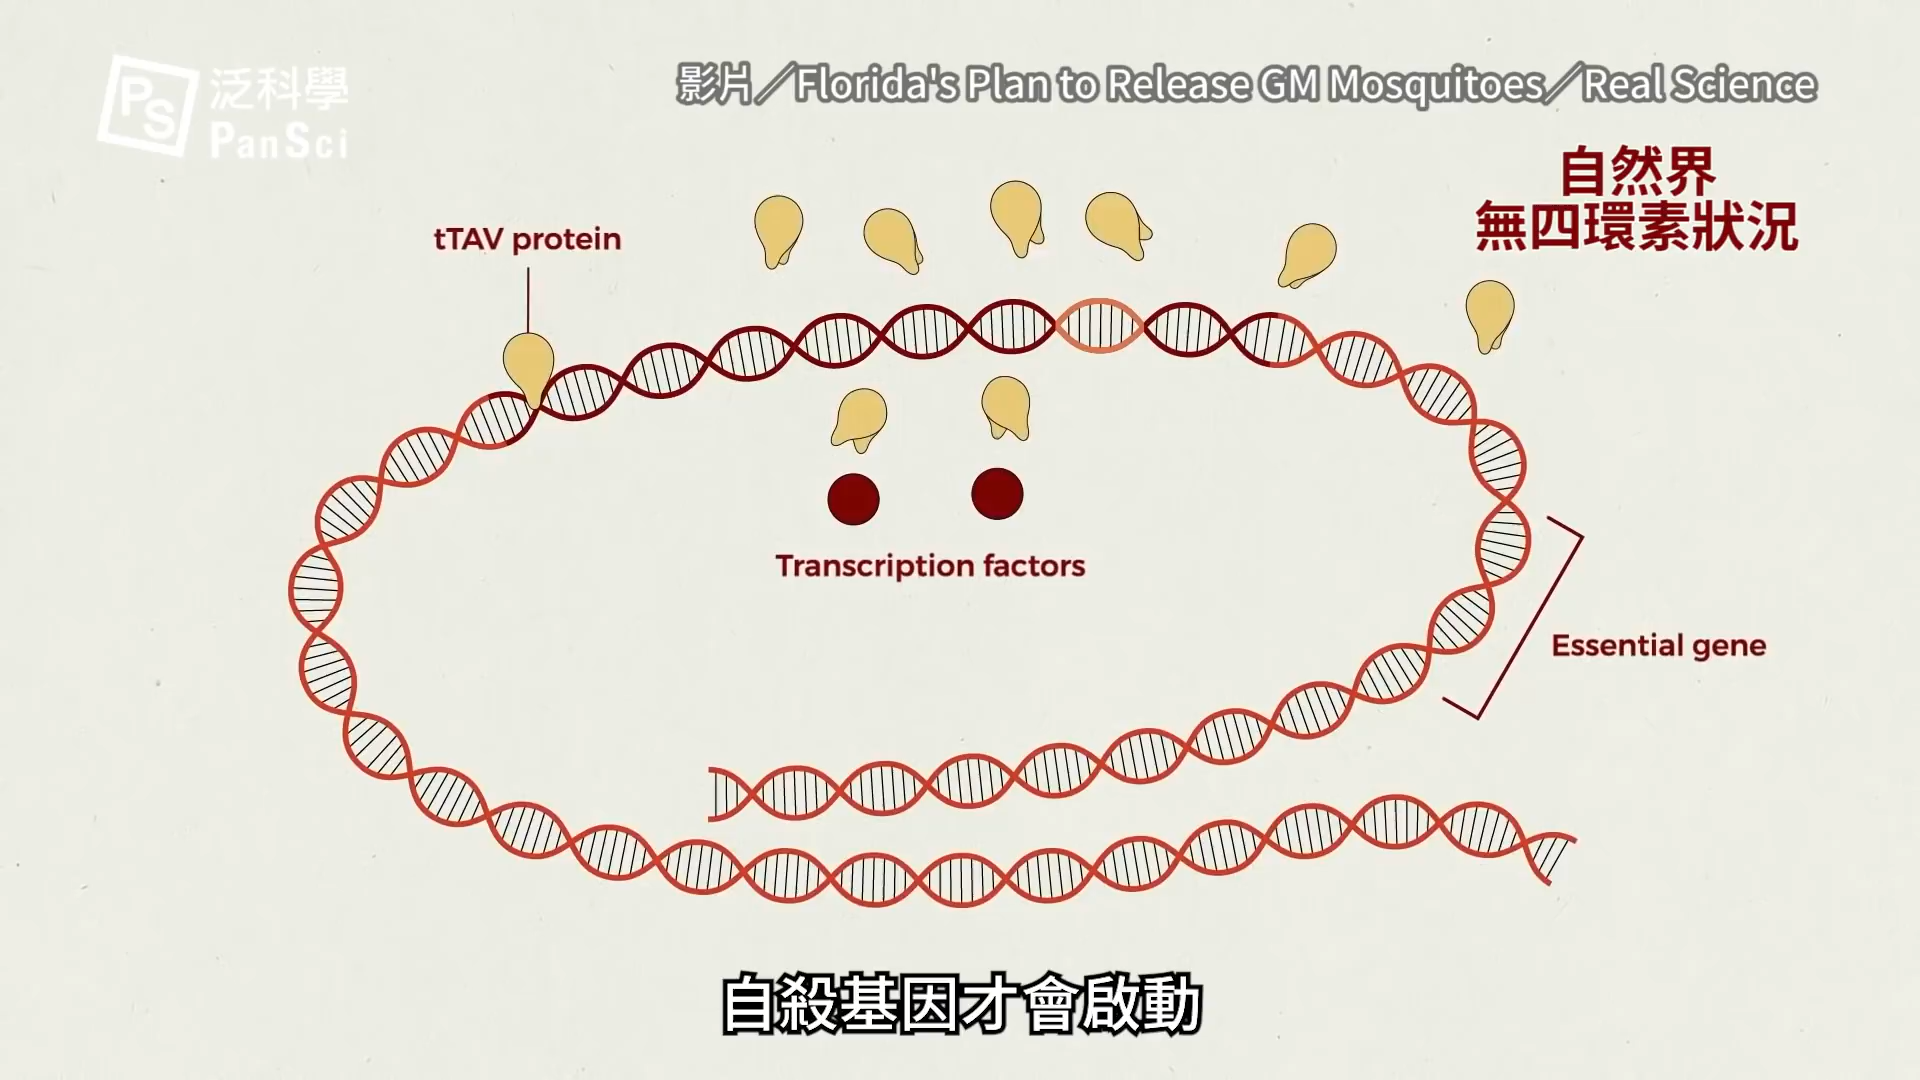 PS 泛科學
PanSci
影片／Florida's Plan to Release GM Mosquitoes／Real Science
自然界
無四環素狀況
tTAV protein
Transcription factors
Essential gene
自殺基因才會啟動